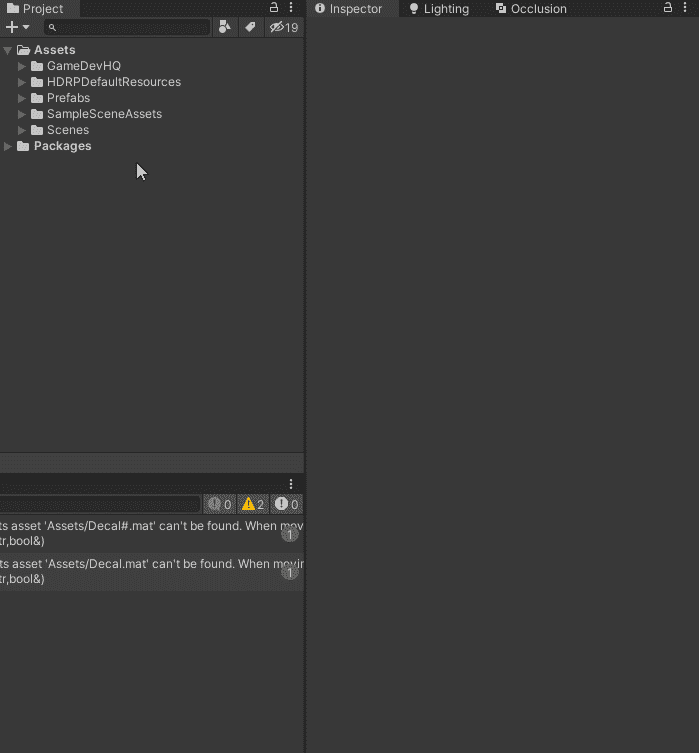 Project
19
Assets
GameDevHQ
HDRPDefaultResources
Prefabs
SampleSceneAssets
Scenes
Packages
0 2 0
ts asset 'Assets/Decal#.mat' can't be found. When mov
tr,bool&)
1
ts asset 'Assets/Decal.mat' can't be found. When movin
tr,bool&)
1
Inspector Lighting Occlusion